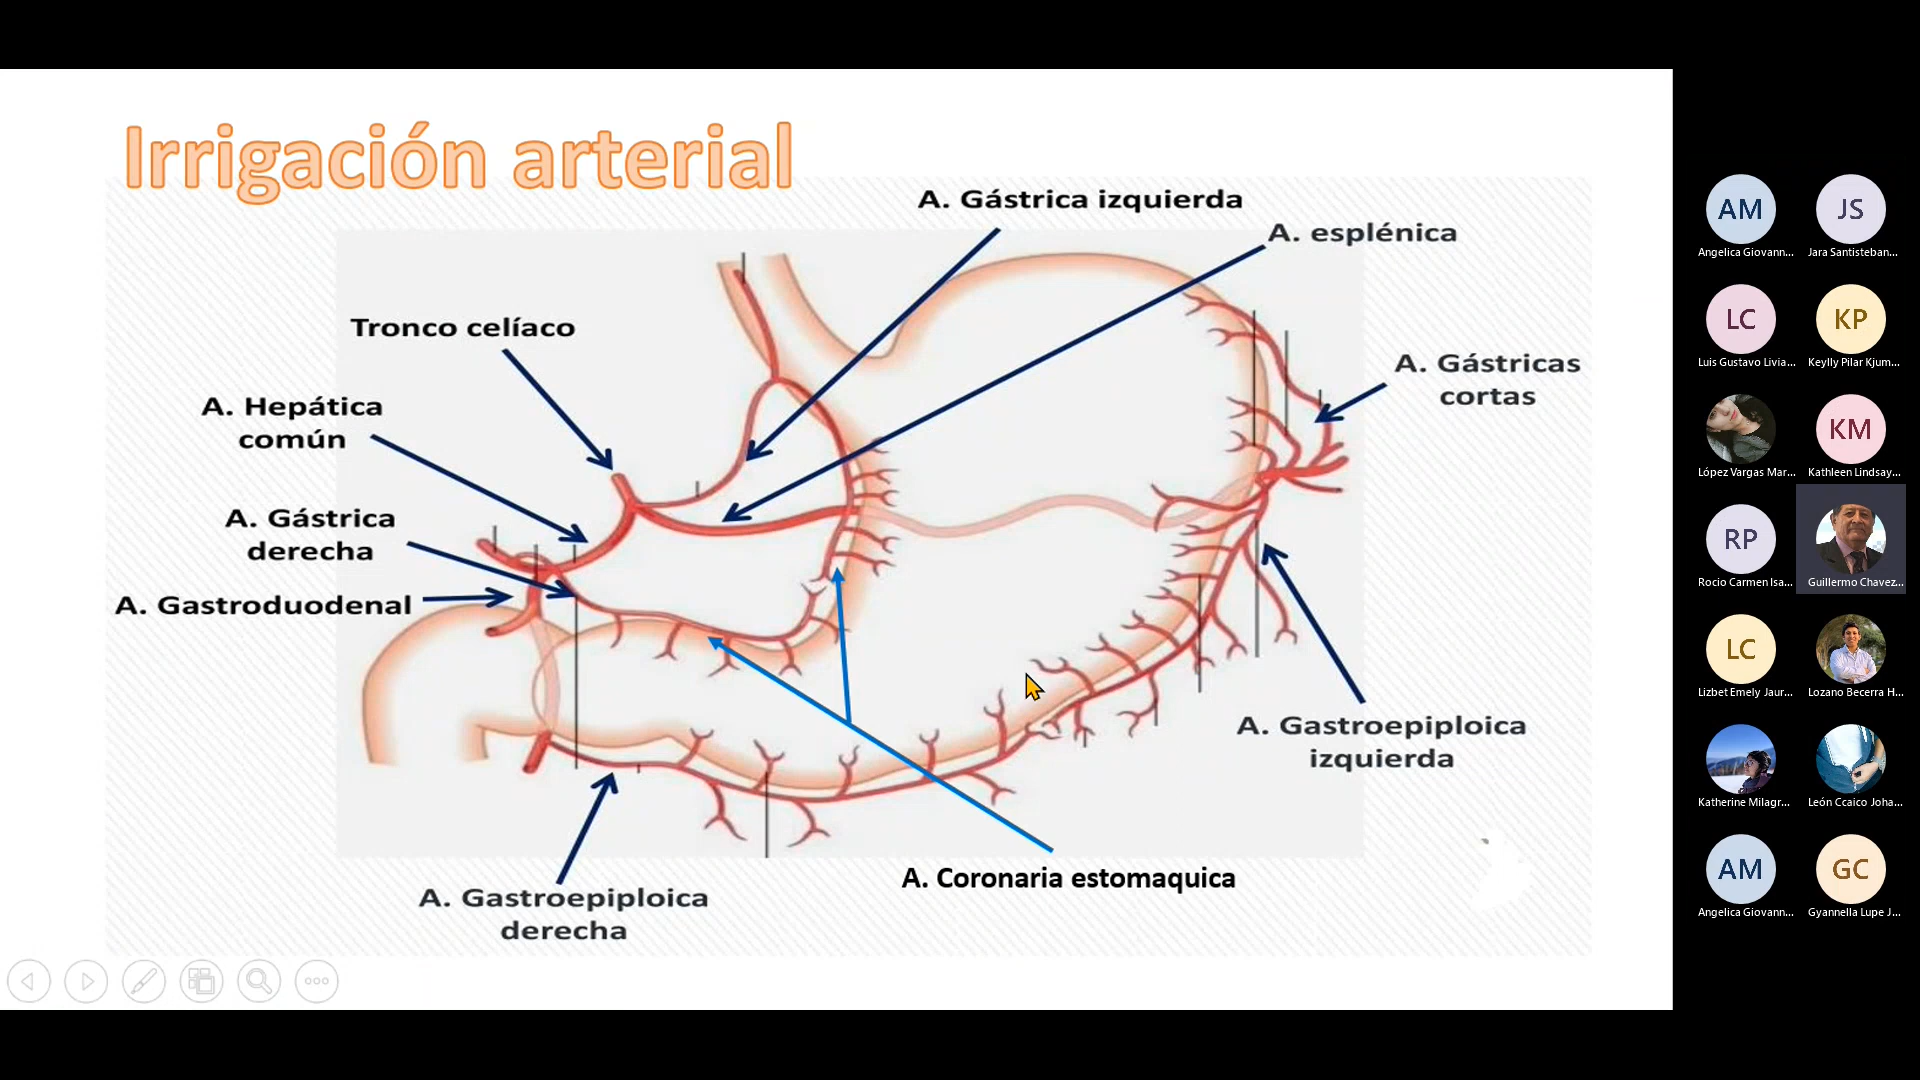 Irrigación arterial
A. Gástrica izquierda
A. esplénica
Tronco celíaco
A. Gástricas
cortas
A. Hepática
común
A. Gástrica
derecha
A. Gastroduodenal
A. Gastroepiploica
izquierda
A. Coronaria estomaquica
A. Gastroepiploica
derecha
AM
JS
Angelica Giovann...
Jara Santisteban...
LC
KP
Luis Gustavo Livia...
Keylly Pilar Kjum...
KM
López Vargas Mar...
Kathleen Lindsay...
RP
Rocio Carmen Isa...
Guillermo Chavez...
LC
Lizbet Emely Jaur...
Lozano Becerra H...
Katherine Milagr...
León Ccaico Joha...
AM
GC
Angelica Giovann...
Gyannella Lupe J...